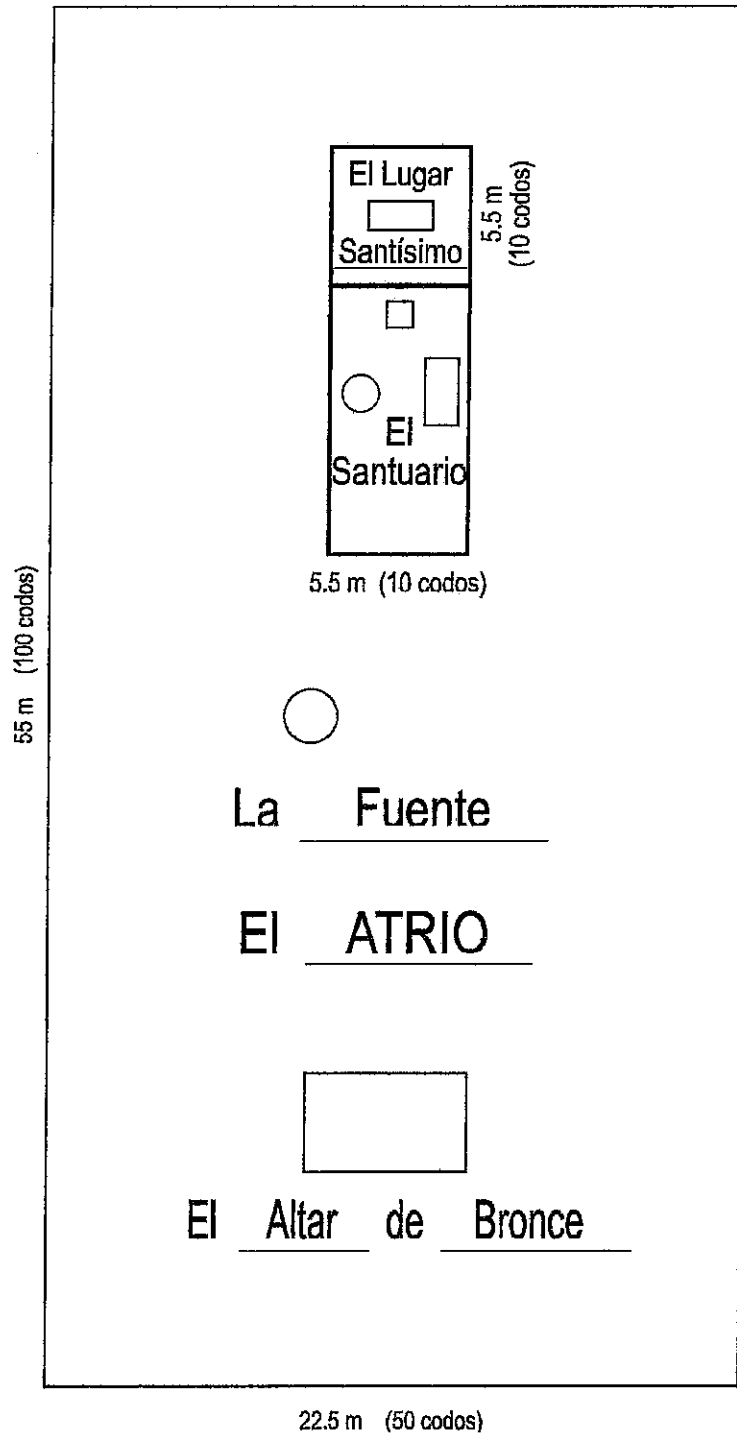 El Lugar
Santísimo
5.5 m
(10 codos)
El
Santuario
5.5 m (10 codos)
55 m (100 codos)
La Fuente
El ATRIO
El Altar de Bronce
22.5 m (50 codos)